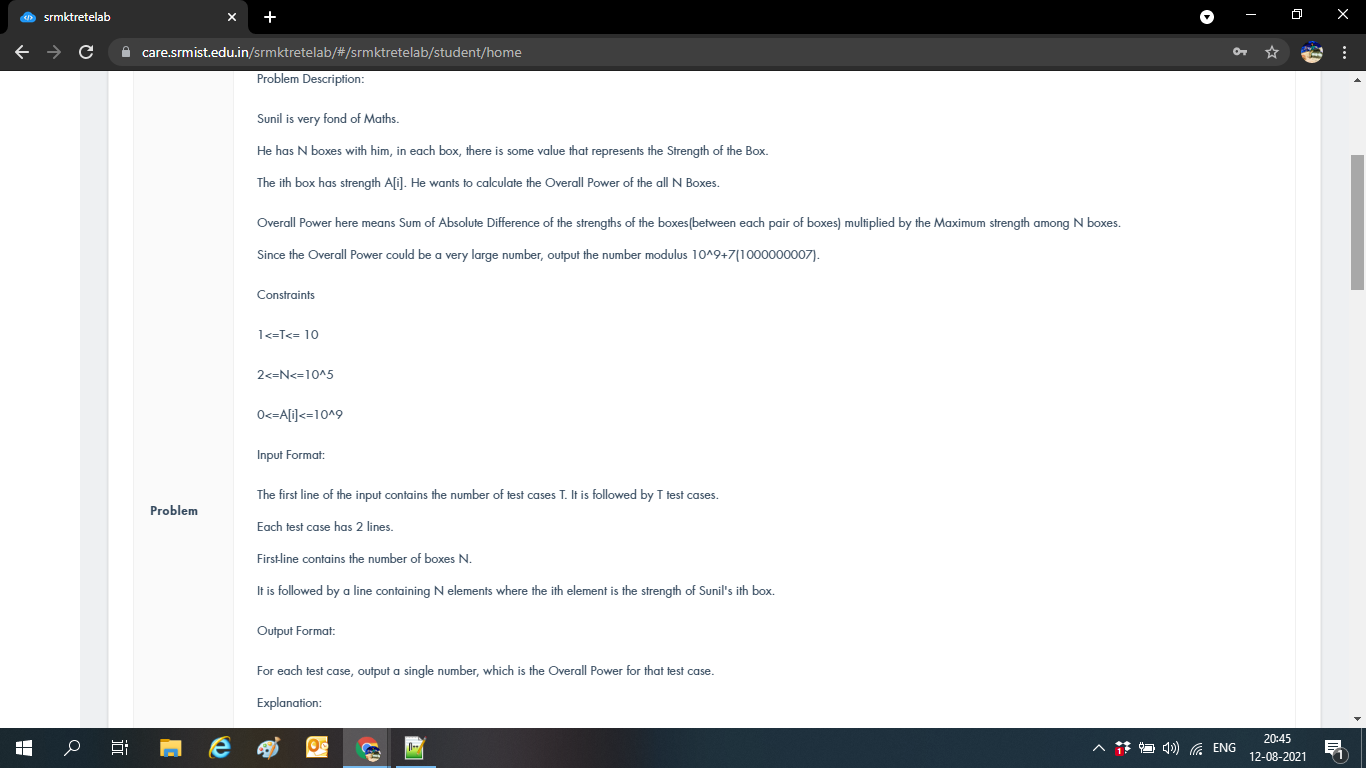 srmktretelab
care.srmist.edu.in/srmktretelab/#/srmktretelab/student/home
Problem Description:
Sunil is very fond of Maths.
He has N boxes with him, in each box, there is some value that represents the Strength of the Box.
The ith box has strength A[i]. He wants to calculate the Overall Power of the all N Boxes.
Overall Power here means Sum of Absolute Difference of the strengths of the boxes(between each pair of boxes) multiplied by the Maximum strength among N boxes.
Since the Overall Power could be a very large number, output the number modulus 10^9+7(1000000007).
Constraints
1<=T<= 10
2<=N<=10^5
0<=A[i]<=10^9
Input Format:
The first line of the input contains the number of test cases T. It is followed by T test cases.
Problem
Each test case has 2 lines.
First-line contains the number of boxes N.
It is followed by a line containing N elements where the ith element is the strength of Sunil's ith box.
Output Format:
For each test case, output a single number, which is the Overall Power for that test case.
Explanation:
ENG
20:45
12-08-2021
1